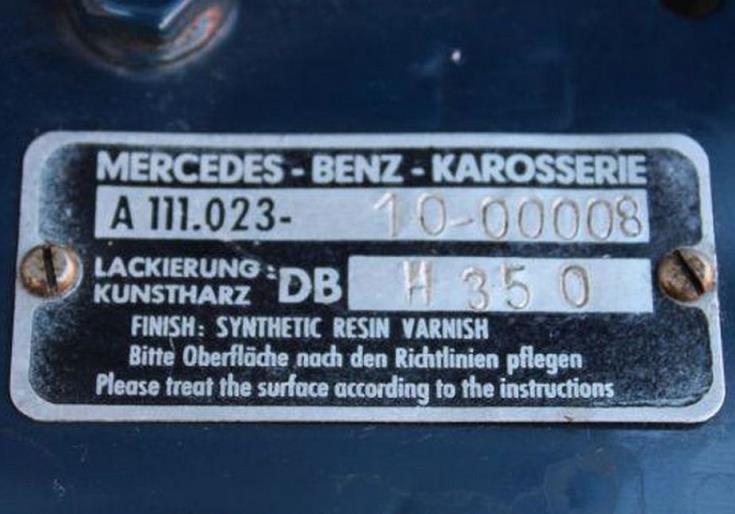 MERCEDES - BENZ - KAROSSERIE
A 111.023- 10-00008
LACKIERUNG : DB H 350
KUNSTHARZ
FINISH: SYNTHETIC RESIN VARNISH
Bitte Oberfläche nach den Richtlinien pflegen
Please treat the surface according to the instructions